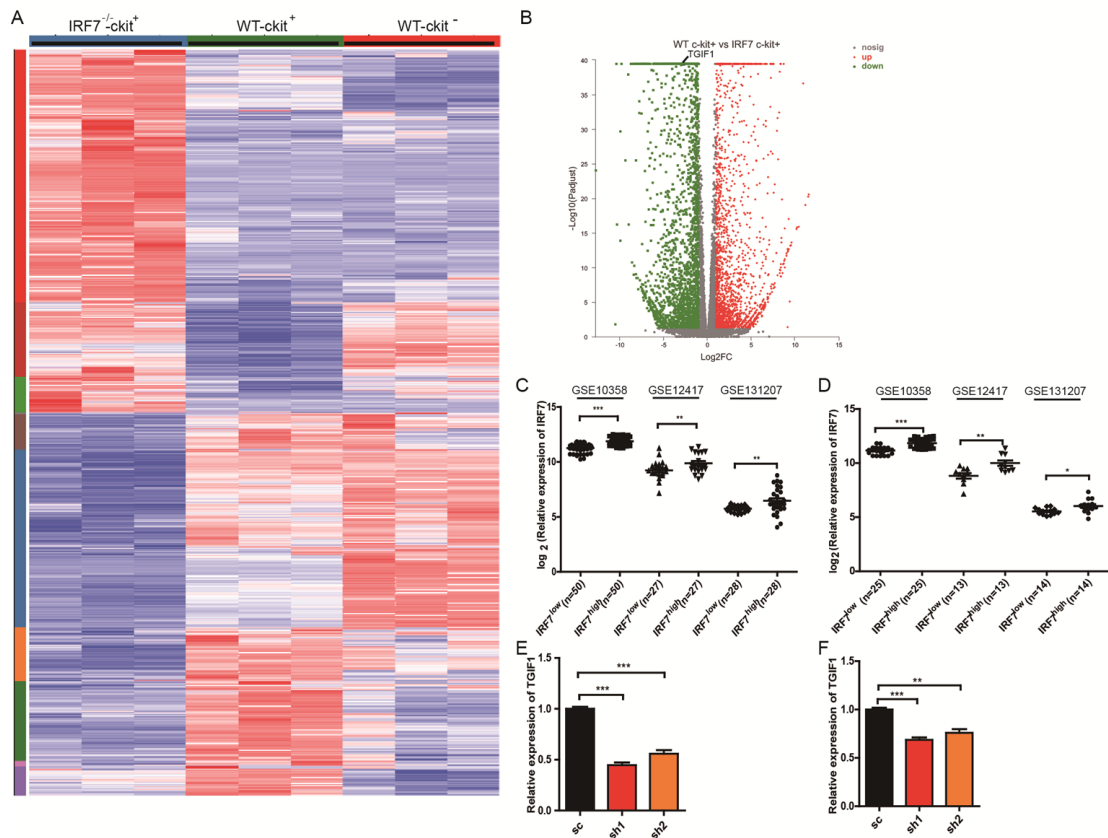 A
IRF7-/--ckit+
WT-ckit+
WT-ckit-
B
WT c-kit+ vs IRF7 c-kit+
TGIF1
nosig
up
down
40
35
30
25
20
15
10
5
0
-Log10(Padjust)
-10
-5
0
5
10
15
Log2FC
C
GSE10358
GSE12417
GSE131207
***
**
**
15
10
5
0
log2 (Relative expression of IRF7)
IRF7low (n=50)
IRF7high(n=50)
IRF7low (n=27)
IRF7high(n=27)
IRF7low (n=28)
IRF7high(n=28)
D
GSE10358
GSE12417
GSE131207
***
**
*
15
10
5
0
log2(Relative expression of IRF7)
IRF7low (n=25)
IRF7high (n=25)
IRF7low (n=13)
IRF7high (n=13)
IRF7low (n=14)
IRF7high (n=14)
E
***
***
1.5
1.0
0.5
0.0
Relative expression of TGIF1
sc
sh1
sh2
F
**
***
1.5
1.0
0.5
0.0
Relative expression of TGIF1
sc
sh1
sh2